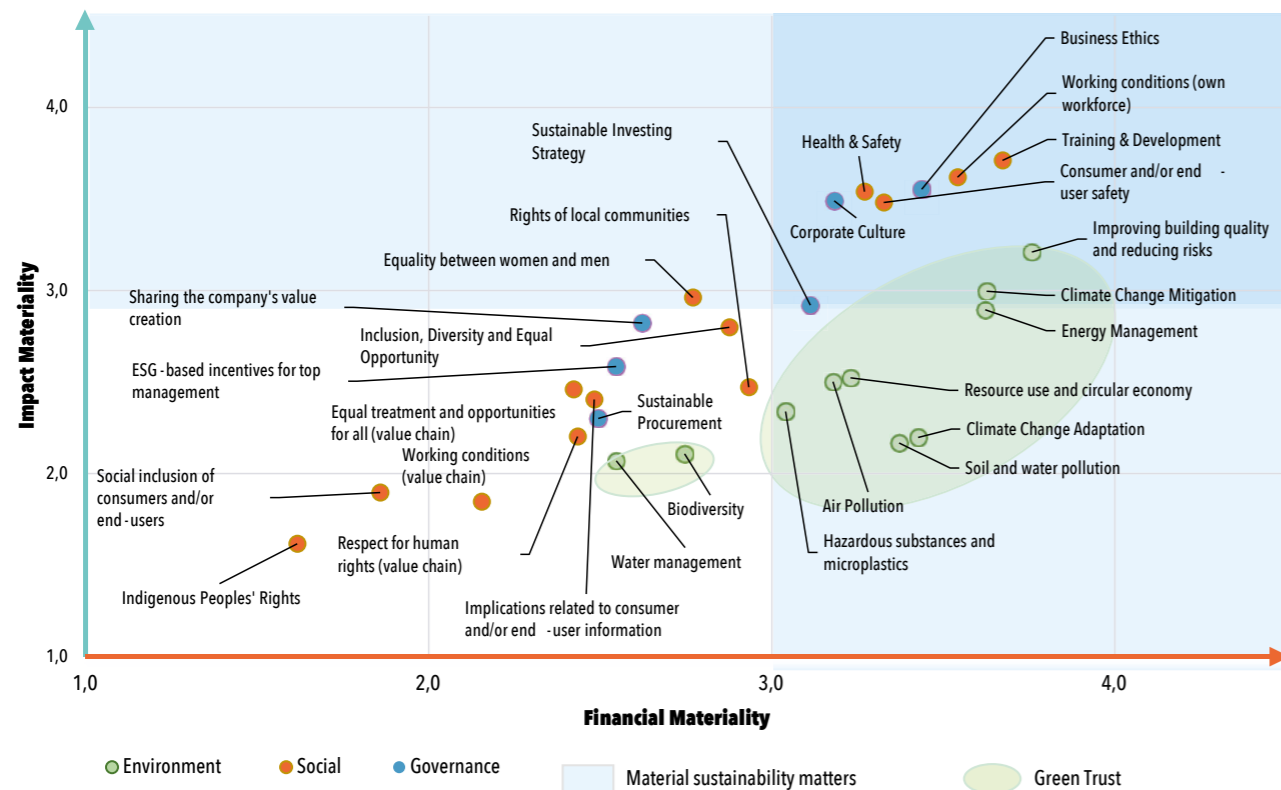 Business Ethics
4,0
Working conditions (own
workforce)
Sustainable Investing
Strategy
Health & Safety
Training & Development
Consumer and/or end -
user safety
Rights of local communities
Corporate Culture
Improving building quality
and reducing risks
Equality between women and men
3,0
Sharing the company's value
creation
Climate Change Mitigation
Inclusion, Diversity and Equal
Opportunity
Energy Management
ESG -based incentives for top
management
Resource use and circular economy
Equal treatment and opportunities
for all (value chain)
Sustainable
Procurement
Climate Change Adaptation
Working conditions
(value chain)
2,0
Soil and water pollution
Social inclusion of
consumers and/or
end -users
Biodiversity
Air Pollution
Respect for human
rights (value chain)
Water management
Hazardous substances and
microplastics
Indigenous Peoples' Rights
Implications related to consumer
and/or end -user information
1,0
Impact Materiality
1,0
2,0
3,0
4,0
Financial Materiality
Environment
Social
Governance
Material sustainability matters
Green Trust